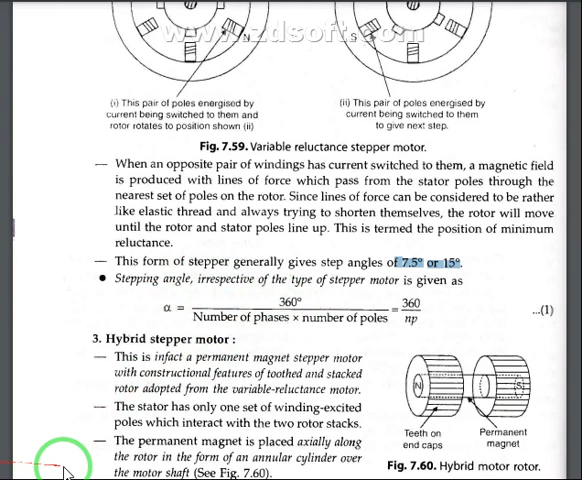 www.zdsoft.com
N
S
(i) This pair of poles energised by
current being switched to them and
rotor rotates to position shown (ii)
(ii) This pair of poles energised by
current being switched to them
to give next step.
Fig. 7.59. Variable reluctance stepper motor.
— When an opposite pair of windings has current switched to them, a magnetic field
is produced with lines of force which pass from the stator poles through the
nearest set of poles on the rotor. Since lines of force can be considered to be rather
like elastic thread and always trying to shorten themselves, the rotor will move
until the rotor and stator poles line up. This is termed the position of minimum
reluctance.
— This form of stepper generally gives step angles of 7.5° or 15°.
● Stepping angle, irrespective of the type of stepper motor is given as
α = 360° / Number of phases × number of poles = 360 / np ...(1)
3. Hybrid stepper motor :
— This is infact a permanent magnet stepper motor
with constructional features of toothed and stacked
rotor adopted from the variable-reluctance motor.
— The stator has only one set of winding-excited
poles which interact with the two rotor stacks.
— The permanent magnet is placed axially along
the rotor in the form of an annular cylinder over
the motor shaft (See Fig. 7.60).
N
S
Teeth on
end caps
Permanent
magnet
Fig. 7.60. Hybrid motor rotor.